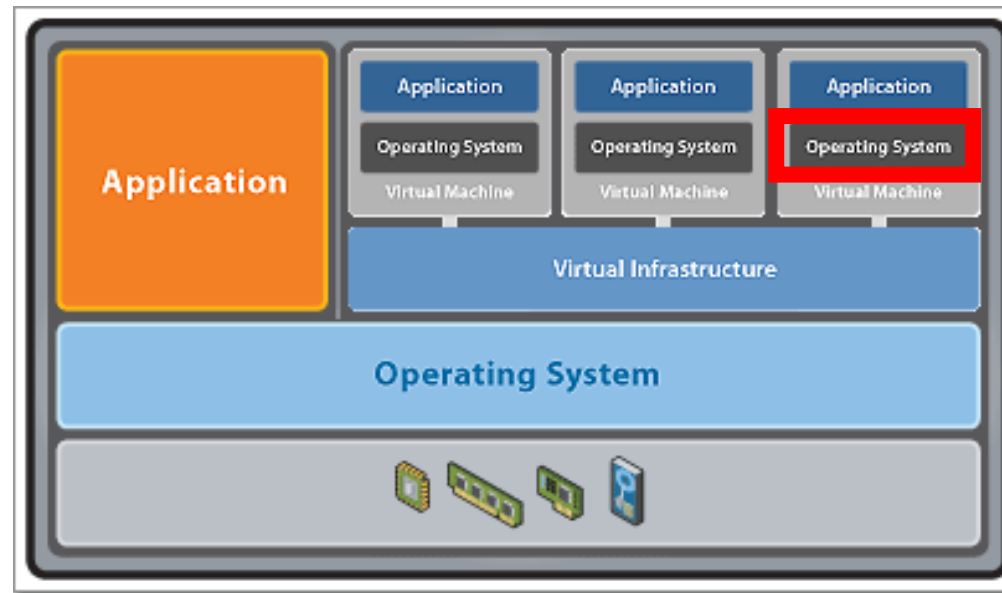 Application
Application
Application
Application
Operating System
Operating System
Operating System
Virtual Machine
Virtual Machine
Virtual Machine
Virtual Infrastructure
Operating System